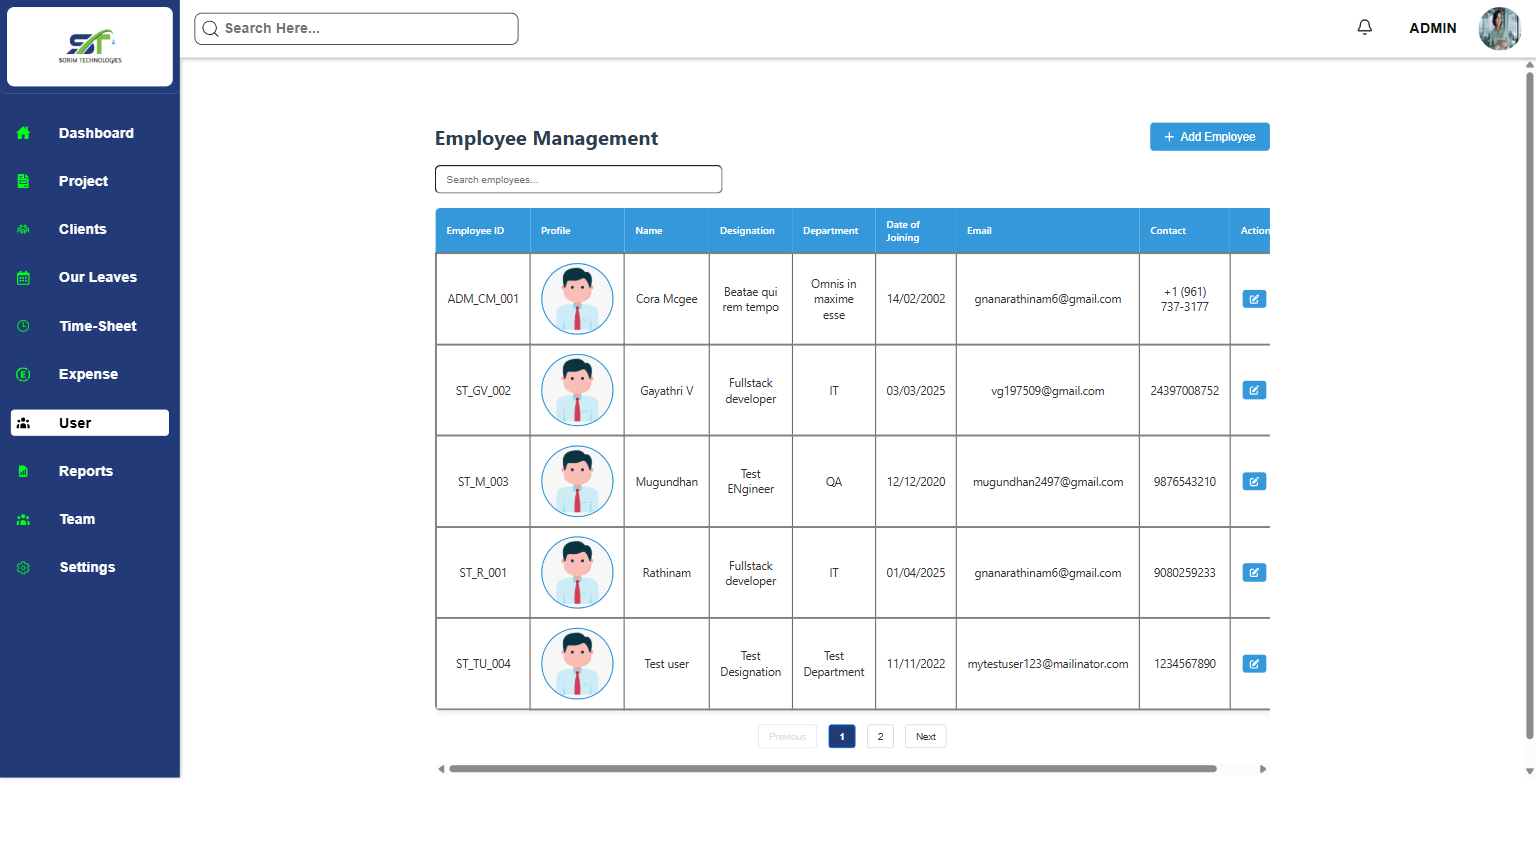 ST
SORIM TECHNOLOGIES
Search Here...
ADMIN
Dashboard
Project
Clients
Our Leaves
Time-Sheet
Expense
User
Reports
Team
Settings
Employee Management
+ Add Employee
Search employees...
Employee ID Profile Name Designation Department Date of Joining Email Contact Action
ADM_CM_001 Cora Mcgee Beatae qui rem tempo Omnis in maxime esse 14/02/2002 gnanarathinam6@gmail.com +1 (961) 737-3177
ST_GV_002 Gayathri V Fullstack developer IT 03/03/2025 vg197509@gmail.com 24397008752
ST_M_003 Mugundhan Test ENgineer QA 12/12/2020 mugundhan2497@gmail.com 9876543210
ST_R_001 Rathinam Fullstack developer IT 01/04/2025 gnanarathinam6@gmail.com 9080259233
ST_TU_004 Test user Test Designation Test Department 11/11/2022 mytestuser123@mailinator.com 1234567890
Previous 1 2 Next